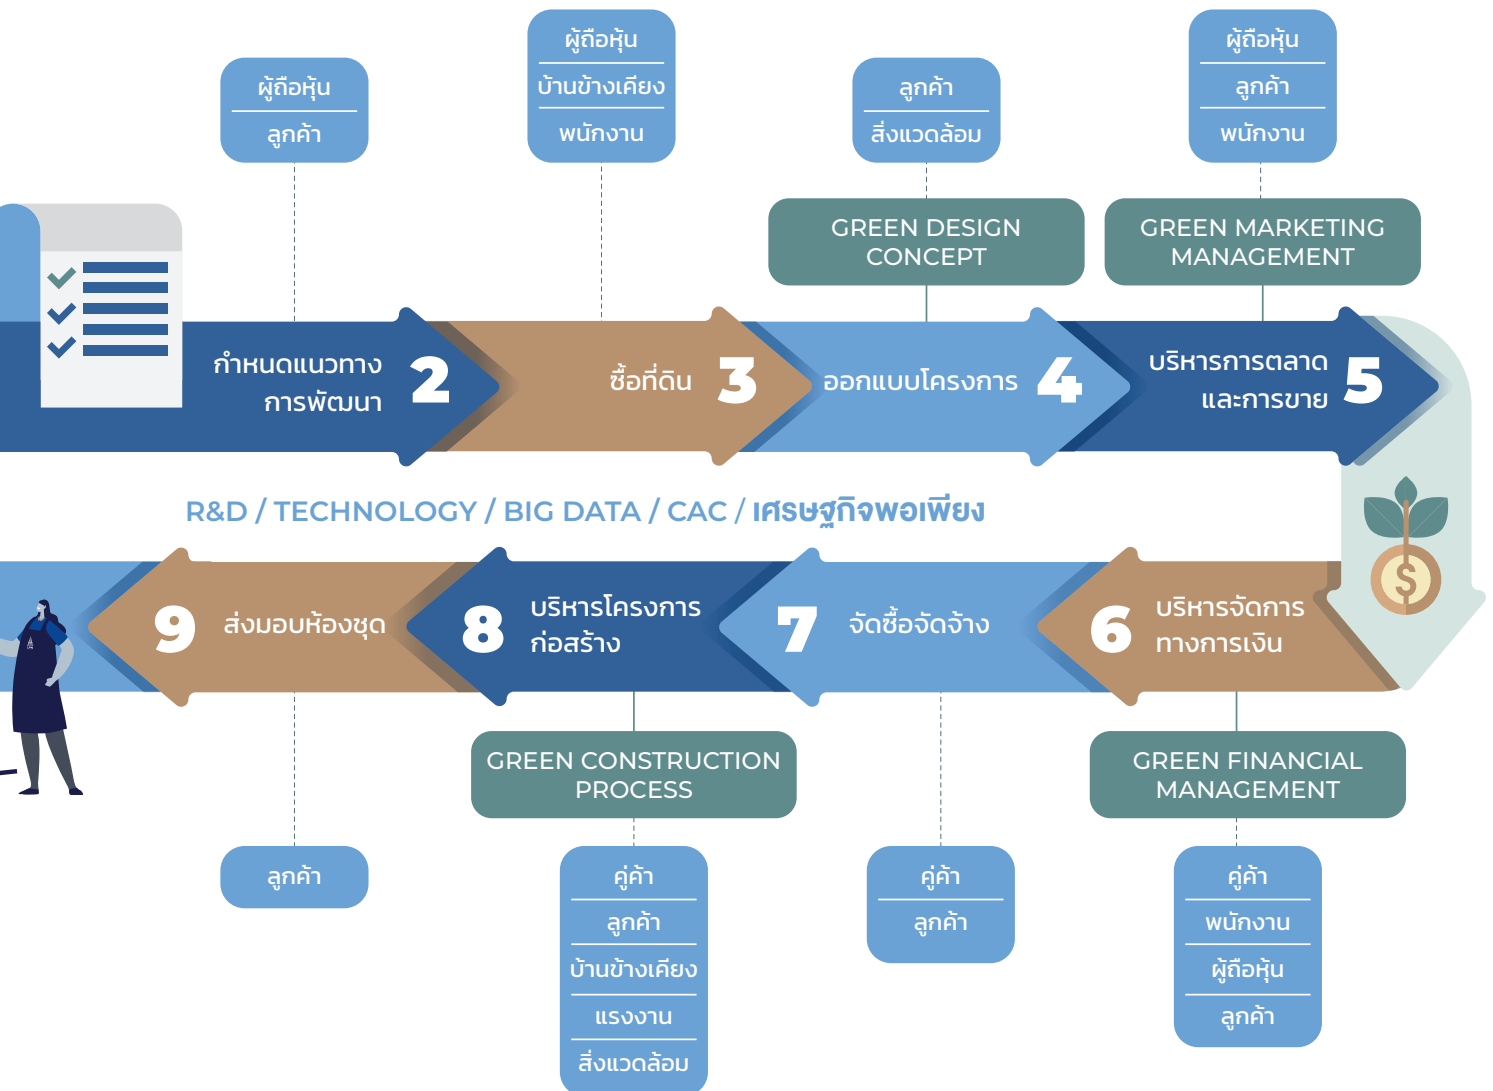 ผู้ถือหุ้น
ลูกค้า
ผู้ถือหุ้น
บ้านข้างเคียง
พนักงาน
ลูกค้า
สิ่งแวดล้อม
ผู้ถือหุ้น
ลูกค้า
พนักงาน
GREEN DESIGN
CONCEPT
GREEN MARKETING
MANAGEMENT
กำหนดแนวทาง
การพัฒนา
2
ซื้อที่ดิน
3
ออกแบบโครงการ
4
บริหารการตลาด
และการขาย
5
R&D / TECHNOLOGY / BIG DATA / CAC / เศรษฐกิจพอเพียง
$
9
ส่งมอบห้องชุด
8
บริหารโครงการ
ก่อสร้าง
7
จัดซื้อจัดจ้าง
6
บริหารจัดการ
ทางการเงิน
GREEN CONSTRUCTION
PROCESS
GREEN FINANCIAL
MANAGEMENT
ลูกค้า
คู่ค้า
ลูกค้า
บ้านข้างเคียง
แรงงาน
สิ่งแวดล้อม
คู่ค้า
ลูกค้า
คู่ค้า
พนักงาน
ผู้ถือหุ้น
ลูกค้า